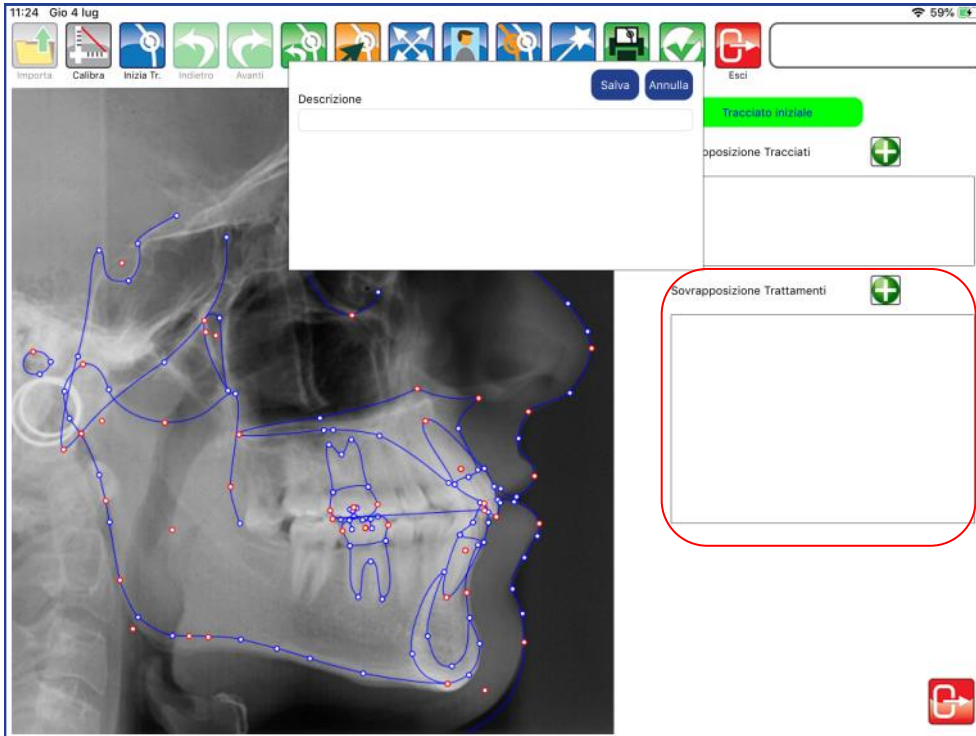 11:24 Gio 4 lug
59%
Importa
Calibra
Inizia Tr.
Indietro
Avanti
Esci
Salva
Annulla
Descrizione
Tracciato iniziale
pposizione Tracciati
Sovrapposizione Trattamenti